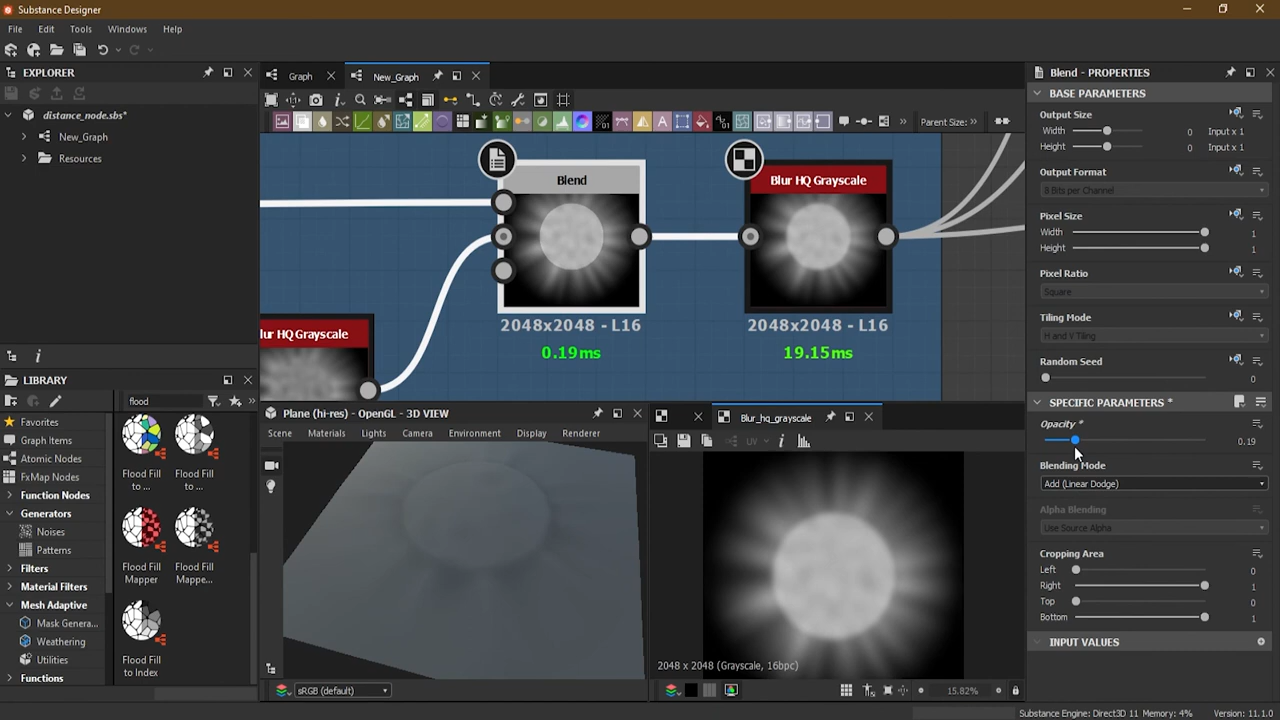 Substance Designer
File Edit Tools Windows Help
EXPLORER
distance_node.sbs*
New_Graph
Resources
Graph
New_Graph
Parent Size: »
Blend
2048x2048 - L16
0.19ms
Blur HQ Grayscale
2048x2048 - L16
19.15ms
lur HQ Grayscale
LIBRARY
flood
Favorites
Graph Items
Atomic Nodes
FxMap Nodes
Function Nodes
Generators
Noises
Patterns
Filters
Material Filters
Mesh Adaptive
Mask Genera...
Weathering
Utilities
Functions
Flood Fill
to ...
Flood Fill
to ...
Flood Fill
Mapper
Flood Fill
Mappe...
Flood Fill
to Index
Plane (hi-res) - OpenGL - 3D VIEW
Scene Materials Lights Camera Environment Display Renderer
sRGB (default)
Blur_hq_grayscale
UV
2048 x 2048 (Grayscale, 16bpc)
15.82%
Blend - PROPERTIES
BASE PARAMETERS
Output Size
Width 0 Input x 1
Height 0 Input x 1
Output Format
8 Bits per Channel
Pixel Size
Width 1
Height 1
Pixel Ratio
Square
Tiling Mode
H and V Tiling
Random Seed
0
SPECIFIC PARAMETERS *
Opacity *
0.19
Blending Mode
Add (Linear Dodge)
Alpha Blending
Use Source Alpha
Cropping Area
Left 0
Right 1
Top 0
Bottom 1
INPUT VALUES
Substance Engine: Direct3D 11 Memory: 4% Version: 11.1.0